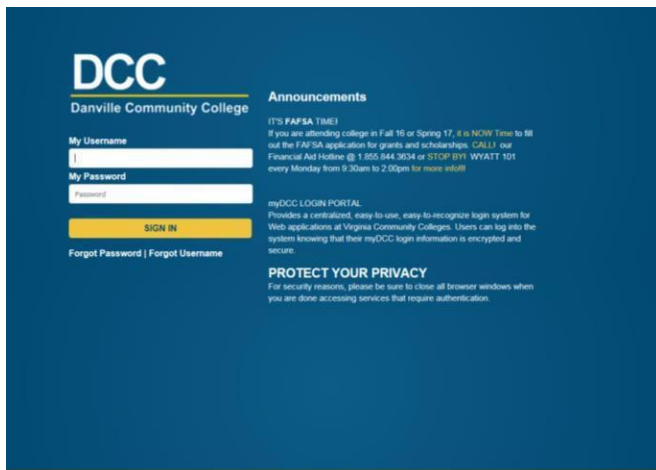 DCC
Danville Community College
My Username
My Password
Password
SIGN IN
Forgot Password | Forgot Username
Announcements
IT'S FAFSA TIME!
If you are attending college in Fall 16 or Spring 17, it is NOW Time to fill
out the FAFSA application for grants and scholarships. CALL! our
Financial Aid Hotline @ 1.855.844.3634 or STOP BY! WYATT 101
every Monday from 9:30am to 2:00pm for more info!!!
myDCC LOGIN PORTAL
Provides a centralized, easy-to-use, easy-to-recognize login system for
Web applications at Virginia Community Colleges. Users can log into the
system knowing that their myDCC login information is encrypted and
secure.
PROTECT YOUR PRIVACY
For security reasons, please be sure to close all browser windows when
you are done accessing services that require authentication.